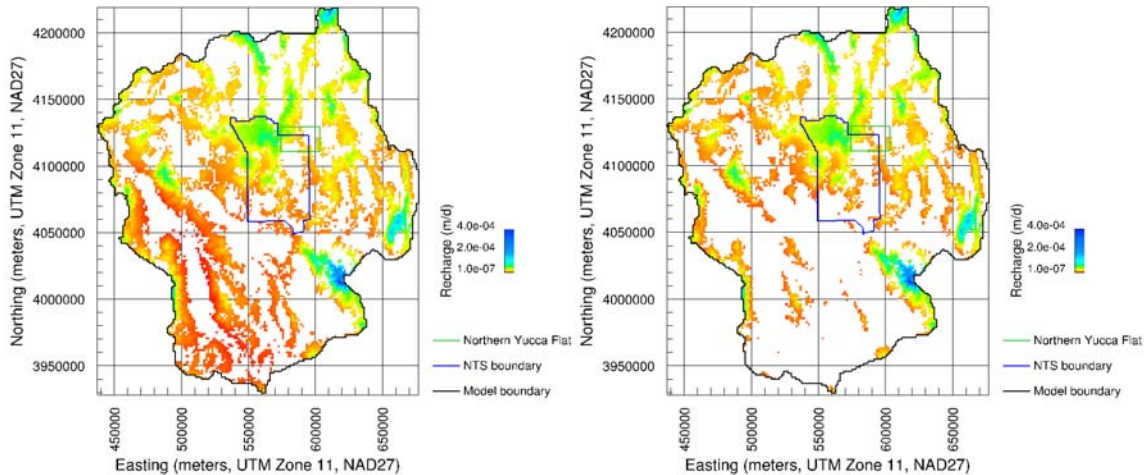 4200000
4150000
4100000
4050000
4000000
3950000
Northing (meters, UTM Zone 11, NAD27)
450000
500000
550000
600000
650000
Easting (meters, UTM Zone 11, NAD27)
Recharge (m/d)
4.0e-04
2.0e-04
1.0e-07
Northern Yucca Flat
NTS boundary
Model boundary
4200000
4150000
4100000
4050000
4000000
3950000
Northing (meters, UTM Zone 11, NAD27)
450000
500000
550000
600000
650000
Easting (meters, UTM Zone 11, NAD27)
Recharge (m/d)
4.0e-04
2.0e-04
1.0e-07
Northern Yucca Flat
NTS boundary
Model boundary